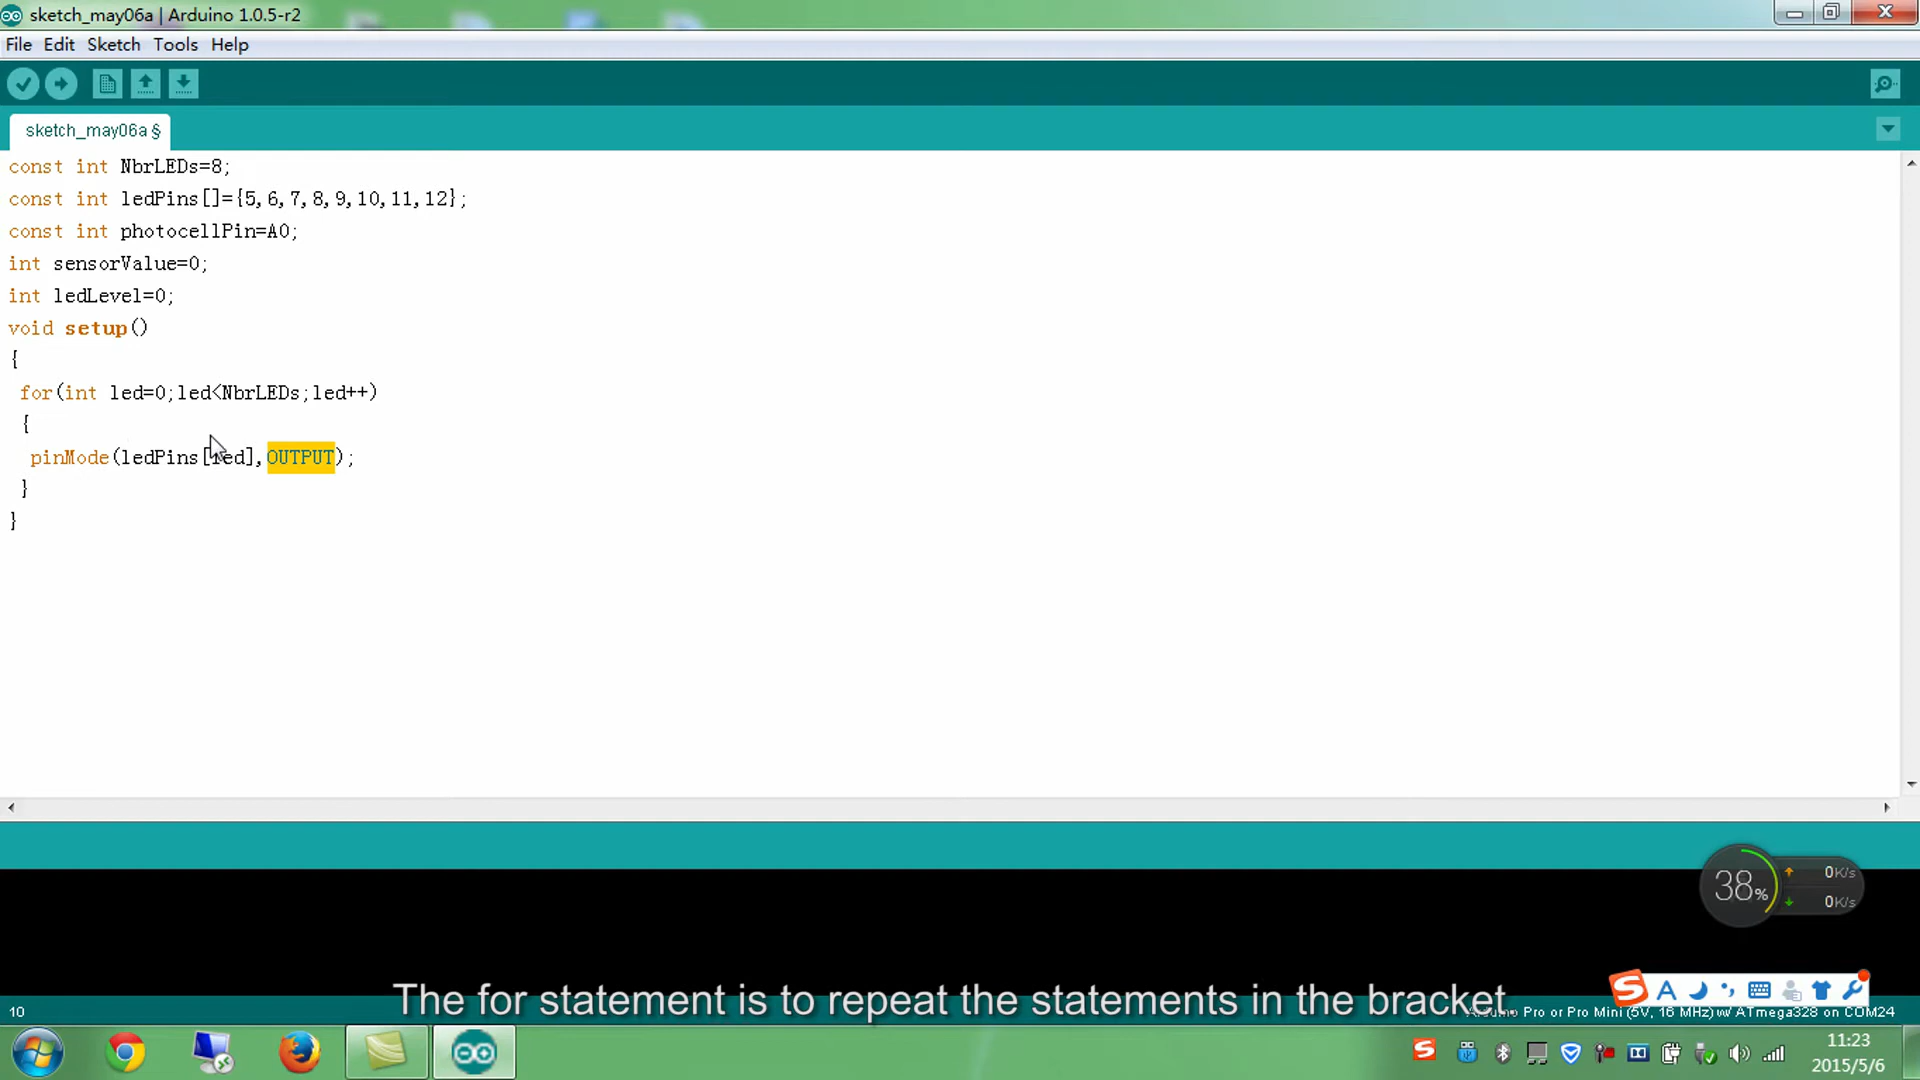 sketch_may06a | Arduino 1.0.5-r2
File Edit Sketch Tools Help
sketch_may06a §
const int NbrLEDs=8;
const int ledPins[]={5,6,7,8,9,10,11,12};
const int photocellPin=A0;
int sensorValue=0;
int ledLevel=0;
void setup()
{
for(int led=0;led<NbrLEDs;led++)
{
pinMode(ledPins[led],OUTPUT);
}
}
38%
0K/s
0K/s
The for statement is to repeat the statements in the bracket.
10
Arduino Pro or Pro Mini (5V, 16 MHz) w/ ATmega328 on COM24
11:23
2015/5/6